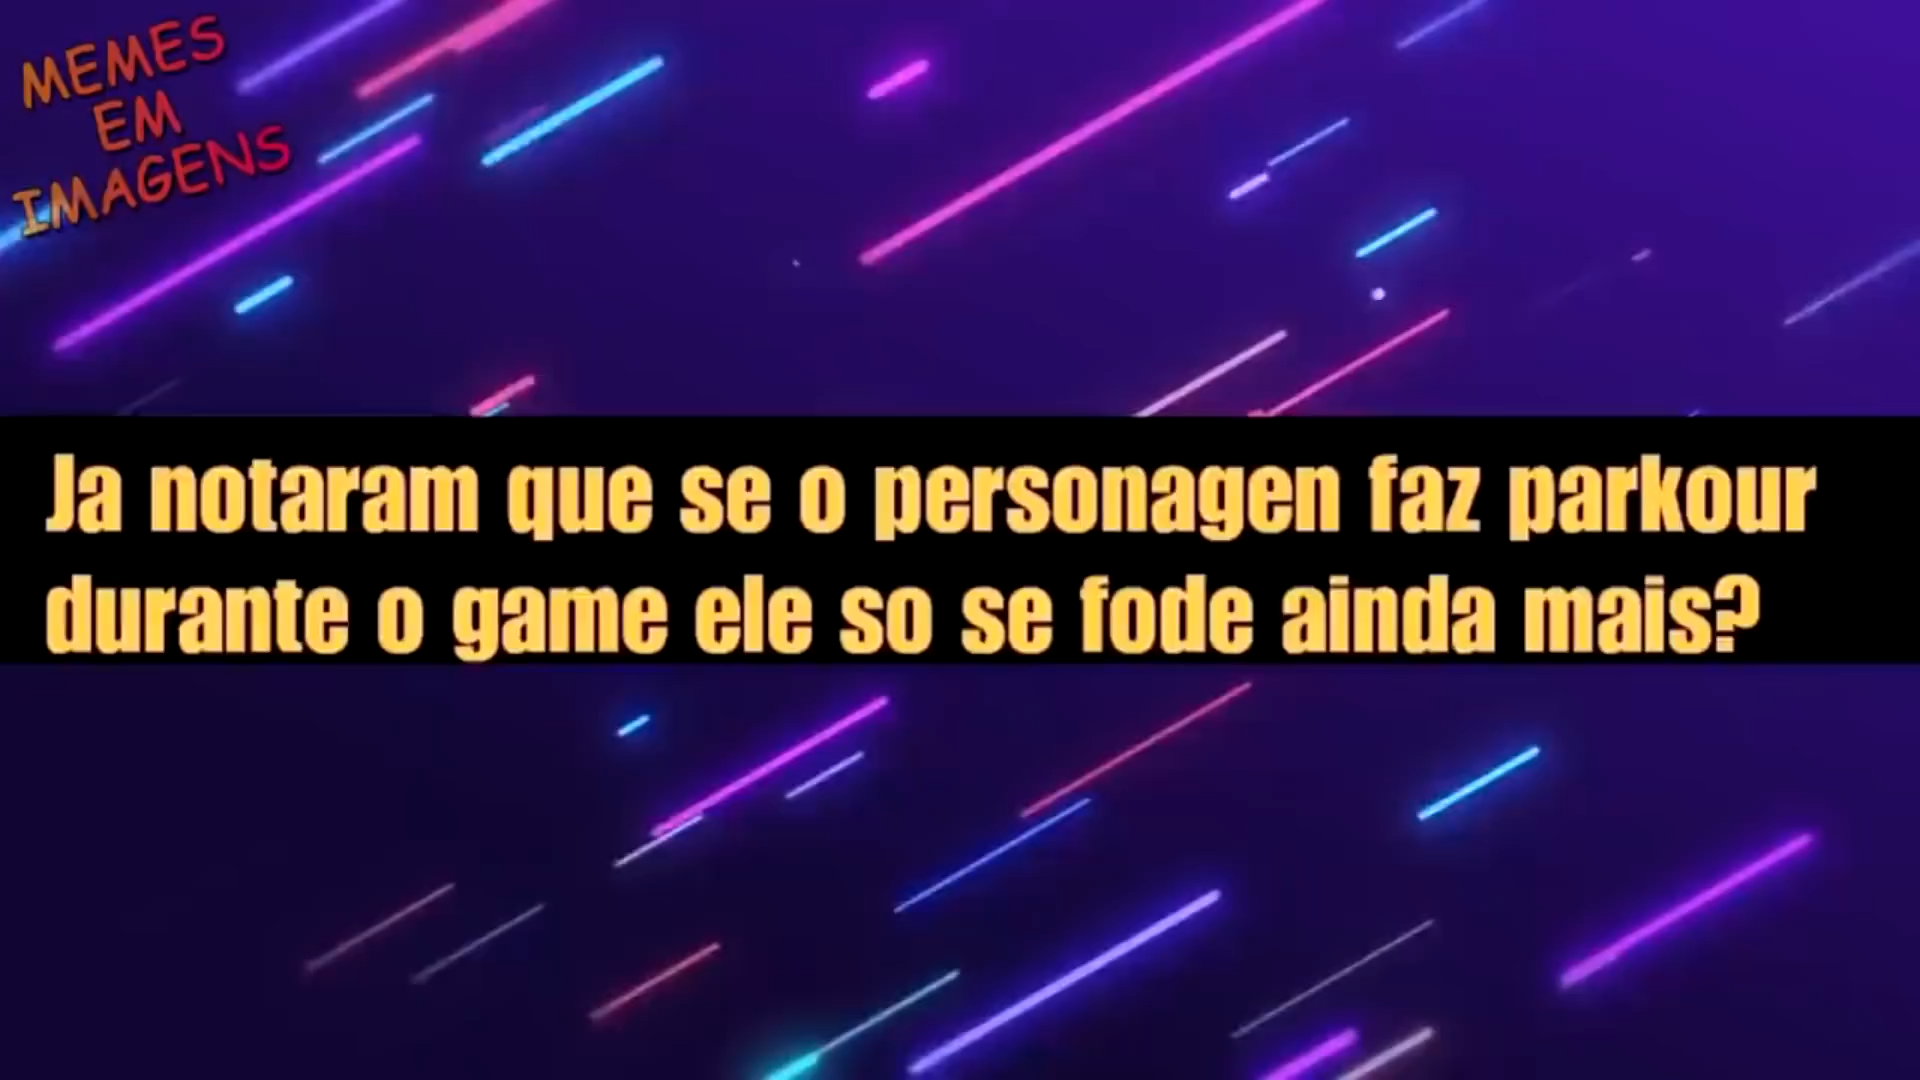 MEMES
EM
IMAGENS
Ja notaram que se o personagen faz parkour
durante o game ele so se fode ainda mais?